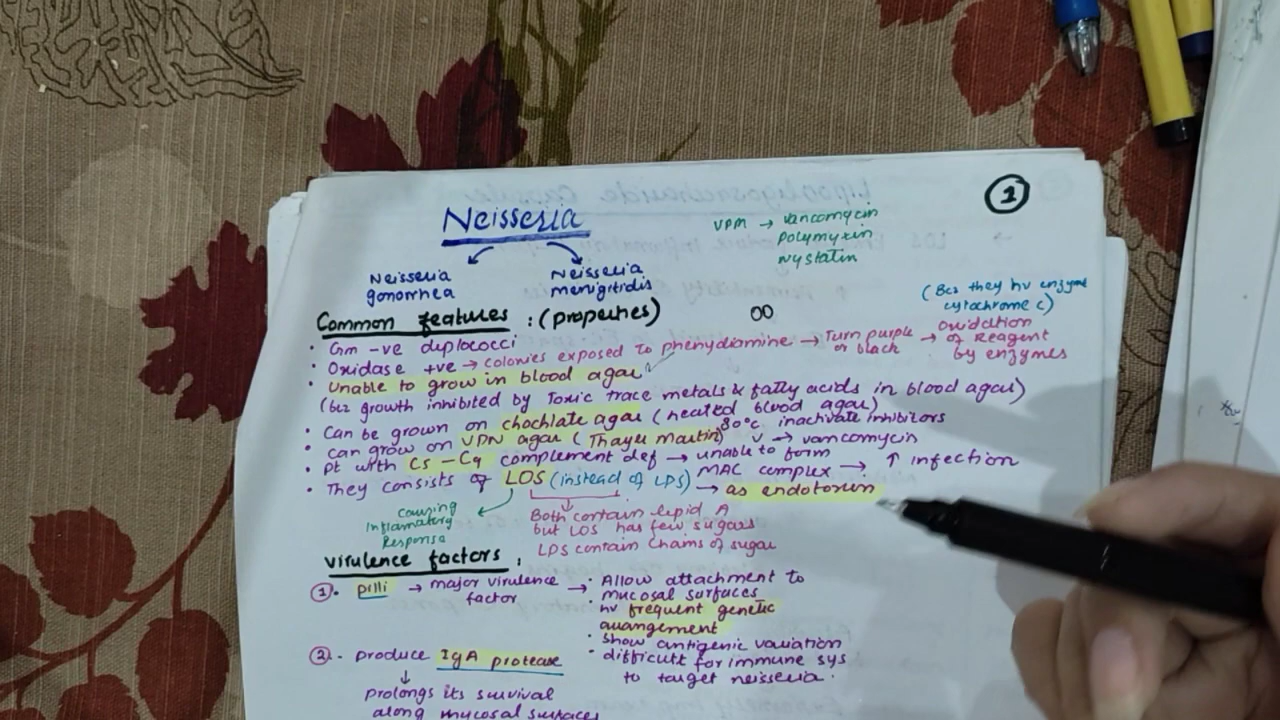 Neisseria
VPM → vancomycin
polymyxin
nystatin
①
Neisseria
gonorrhea
Neisseria
menigitidis
(Bcz they hv enzyme
cytochrome c)
Common features : (properties)
• Gm -ve diplococci
• Oxidase +ve → colonies exposed to phenydiamine → Turn purple or black → Oxidation of Reagent by enzymes
• Unable to grow in blood agar
(bcz growth inhibited by Toxic trace metals & fatty acids in blood agar)
• Can be grown on chochlate agar (heated blood agar)
80°c inactivate inhibitors
• can grow on VPN agar (Thayer Martin) V → vancomycin
• Pt with C5 - C9 complement def → unable to form MAC complex → ↑ infection
• They consists of LOS (instead of LPS) → as endotoxin
causing
Inflamatory
Response
Both contain lipid A
but LOS has few sugars
LPS contain Chains of sugar
Virulence factors :
①. pilli → major virulence factor → • Allow attachment to
mucosal surfaces
• hv frequent genetic
arrangement
• Show antigenic variation
• difficult for immune sys
to target neisseria.
②. produce IgA protease
↓
prolongs its survival
along mucosal surfaces